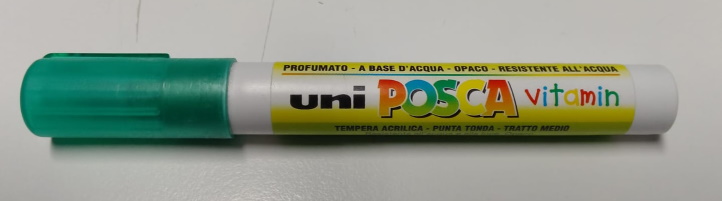 PROFUMATO - A BASE D'ACQUA - OPACO - RESISTENTE ALL'ACQUA
uni POSCA vitamin
TEMPERA ACRILICA - PUNTA TONDA - TRATTO MEDIO